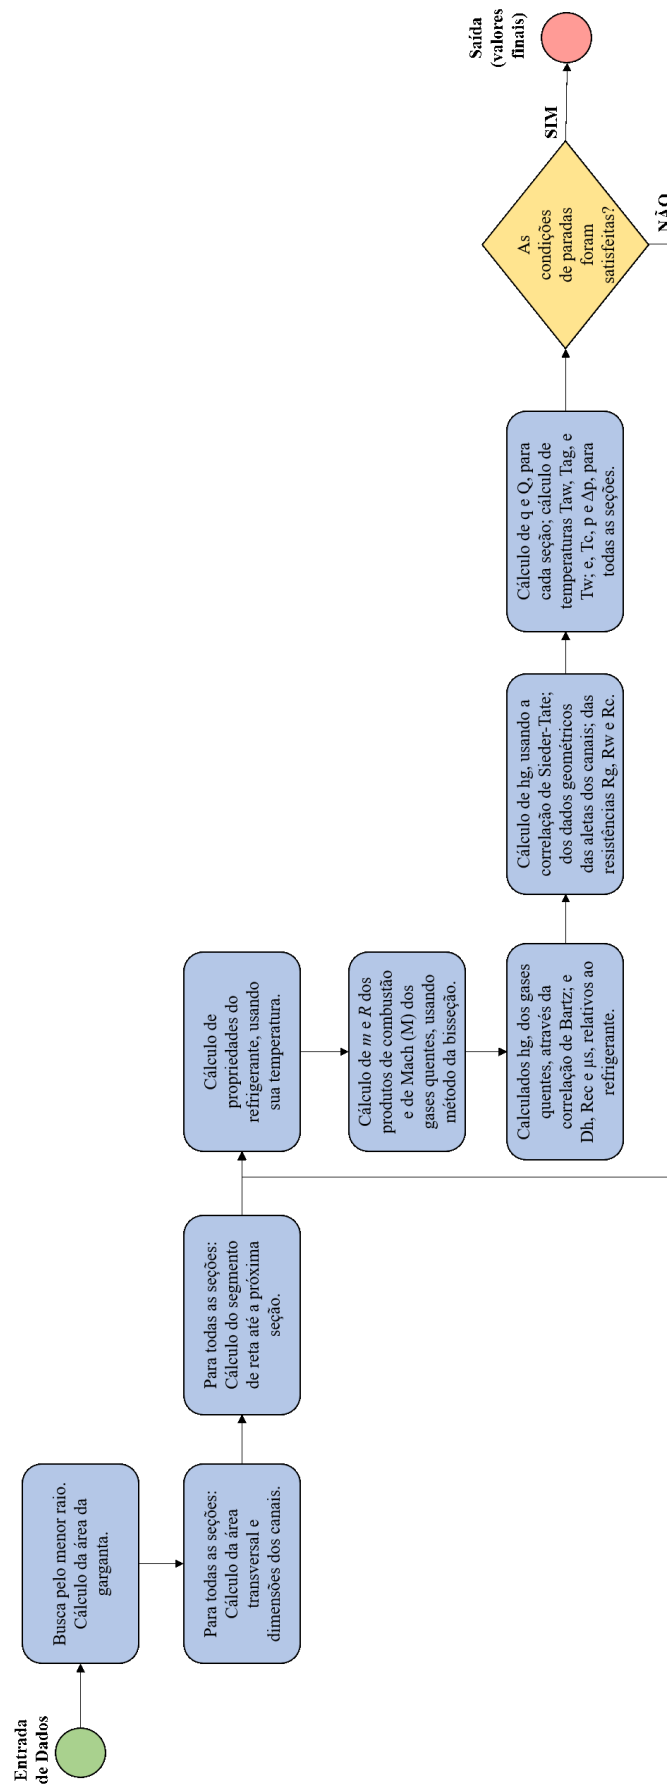 Entrada
de Dados
Busca pelo menor raio.
Cálculo da área da
garganta.
Para todas as seções:
Cálculo da área
transversal e
dimensões dos canais.
Para todas as seções:
Cálculo do segmento
de reta até a próxima
seção.
Cálculo de
propriedades do
refrigerante, usando
sua temperatura.
Cálculo de m e R dos
produtos de combustão
e de Mach (M) dos
gases quentes, usando
método da bisseção.
Calculados hg, dos gases
quentes, através da
correlação de Bartz; e
Dh, Rec e μs, relativos ao
refrigerante.
Cálculo de hg, usando a
correlação de Sieder-Tate;
dos dados geométricos
das aletas dos canais; das
resistências Rg, Rw e Rc.
Cálculo de q e Q, para
cada seção; cálculo de
temperaturas Taw, Tag, e
Tw; e, Tc, p e Δp, para
todas as seções.
As
condições
de paradas
foram
satisfeitas?
SIM
NÃO
Saída
(valores
finais)